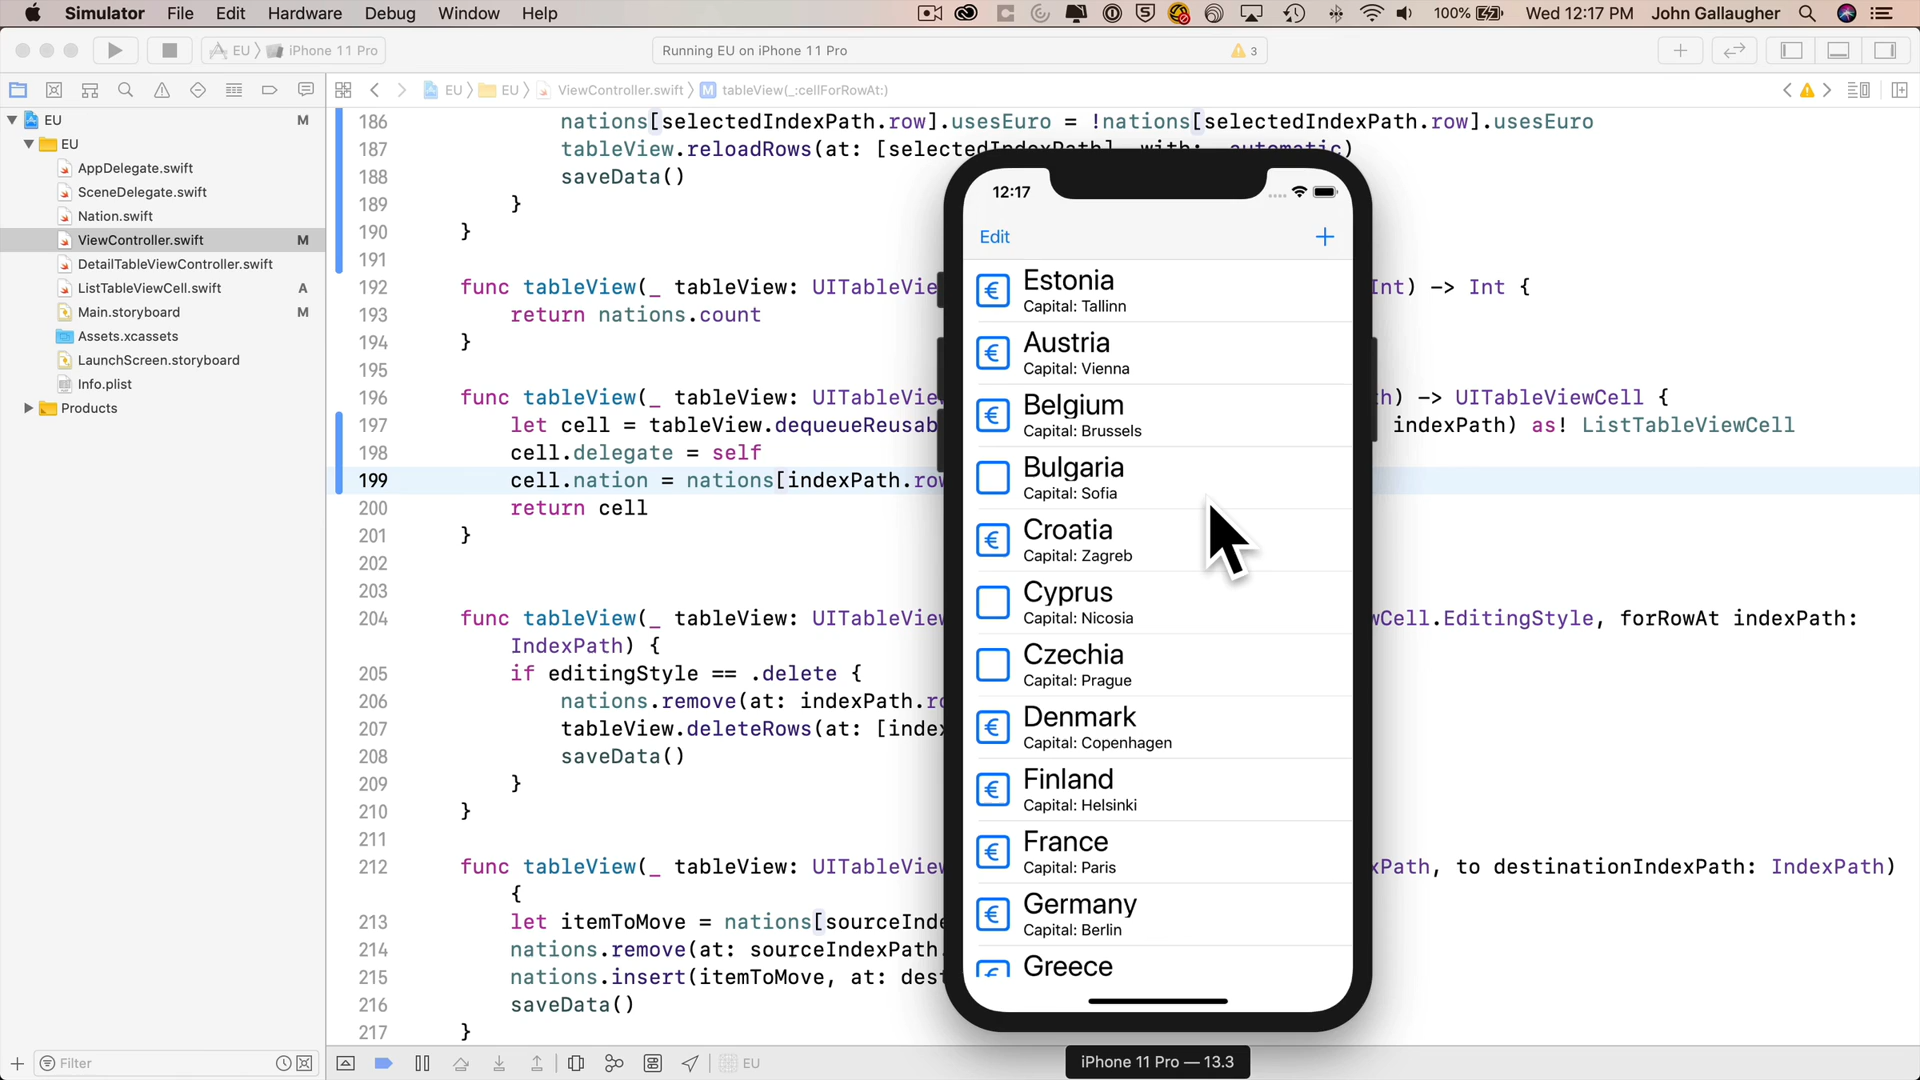 Simulator File Edit Hardware Debug Window Help
100% Wed 12:17 PM John Gallaugher
EU iPhone 11 Pro
Running EU on iPhone 11 Pro
3
EU EU ViewController.swift M tableView(_:cellForRowAt:)
EU M
EU
AppDelegate.swift
SceneDelegate.swift
Nation.swift
ViewController.swift M
DetailTableViewController.swift
ListTableViewCell.swift A
Main.storyboard M
Assets.xcassets
LaunchScreen.storyboard
Info.plist
Products
186 nations[selectedIndexPath.row].usesEuro = !nations[selectedIndexPath.row].usesEuro
187 tableView.reloadRows(at: [selectedIndexPath], with: .automatic)
188 saveData()
189 }
190 }
191
192 func tableView(_ tableView: UITableVie Int) -> Int {
193 return nations.count
194 }
195
196 func tableView(_ tableView: UITableVie th) -> UITableViewCell {
197 let cell = tableView.dequeueReusab indexPath) as! ListTableViewCell
198 cell.delegate = self
199 cell.nation = nations[indexPath.row
200 return cell
201 }
202
203
204 func tableView(_ tableView: UITableVie wCell.EditingStyle, forRowAt indexPath:
IndexPath) {
205 if editingStyle == .delete {
206 nations.remove(at: indexPath.ro
207 tableView.deleteRows(at: [index
208 saveData()
209 }
210 }
211
212 func tableView(_ tableView: UITableVie xPath, to destinationIndexPath: IndexPath)
{
213 let itemToMove = nations[sourceInd
214 nations.remove(at: sourceIndexPath.
215 nations.insert(itemToMove, at: des
216 saveData()
217 }
12:17
Edit +
€ Estonia
Capital: Tallinn
€ Austria
Capital: Vienna
€ Belgium
Capital: Brussels
Bulgaria
Capital: Sofia
€ Croatia
Capital: Zagreb
Cyprus
Capital: Nicosia
Czechia
Capital: Prague
€ Denmark
Capital: Copenhagen
€ Finland
Capital: Helsinki
€ France
Capital: Paris
€ Germany
Capital: Berlin
€ Greece
Filter
EU
iPhone 11 Pro — 13.3